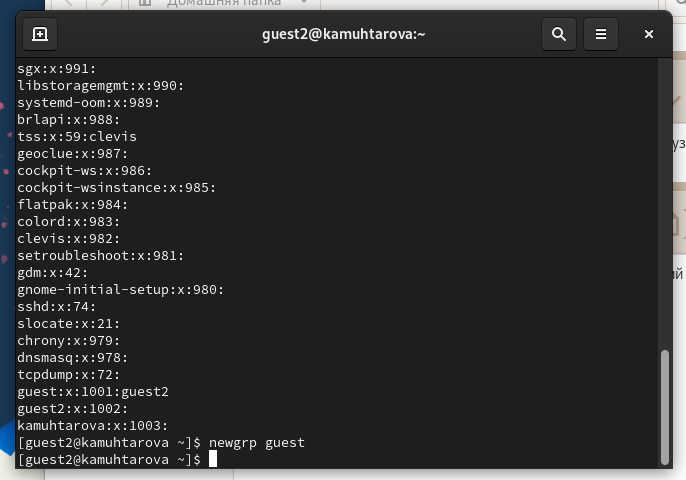 Домашняя папка
guest2@kamuhtarova:~
sgx:x:991:
libstoragemgmt:x:990:
systemd-oom:x:989:
brlapi:x:988:
tss:x:59:clevis
geoclue:x:987:
cockpit-ws:x:986:
cockpit-wsinstance:x:985:
flatpak:x:984:
colord:x:983:
clevis:x:982:
setroubleshoot:x:981:
gdm:x:42:
gnome-initial-setup:x:980:
sshd:x:74:
slocate:x:21:
chrony:x:979:
dnsmasq:x:978:
tcpdump:x:72:
guest:x:1001:guest2
guest2:x:1002:
kamuhtarova:x:1003:
[guest2@kamuhtarova ~]$ newgrp guest
[guest2@kamuhtarova ~]$